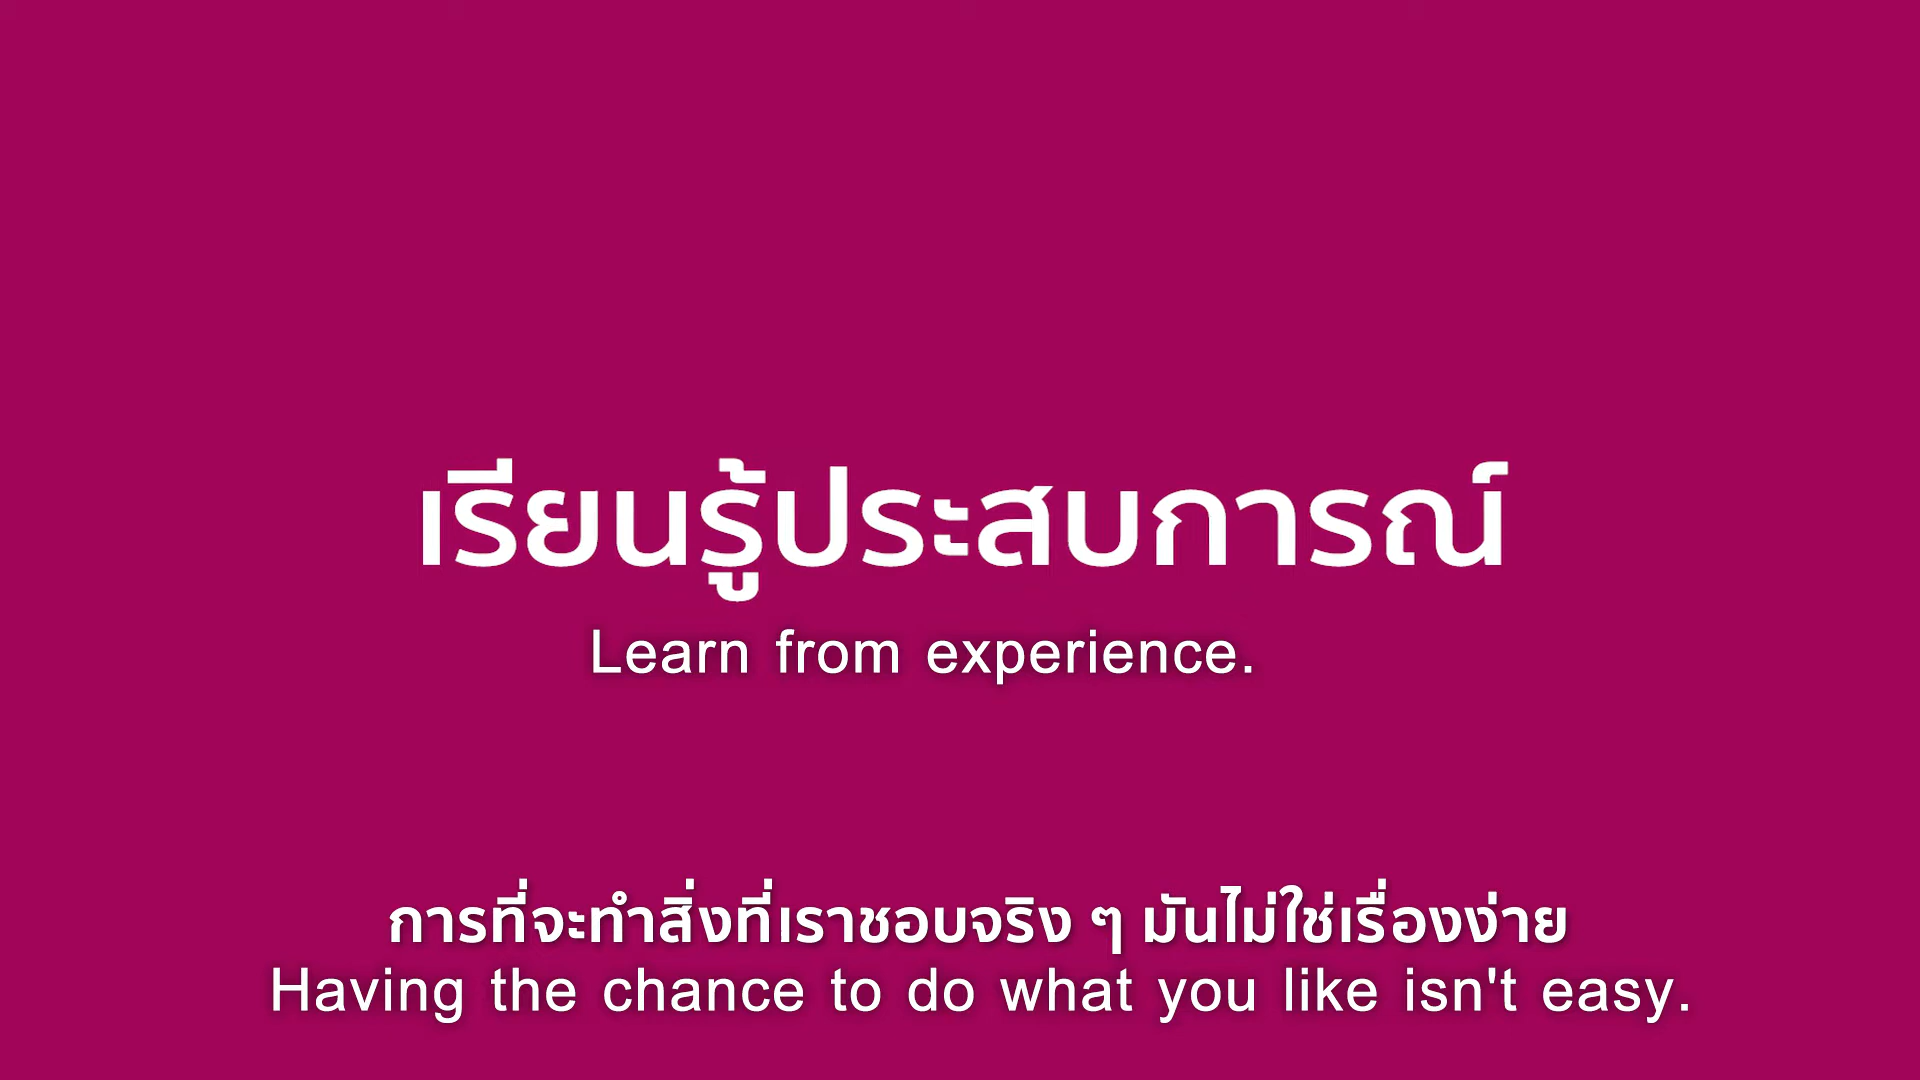 เรียนรู้ประสบการณ์
Learn from experience.
การที่จะทำสิ่งที่เราชอบจริง ๆ มันไม่ใช่เรื่องง่าย
Having the chance to do what you like isn't easy.